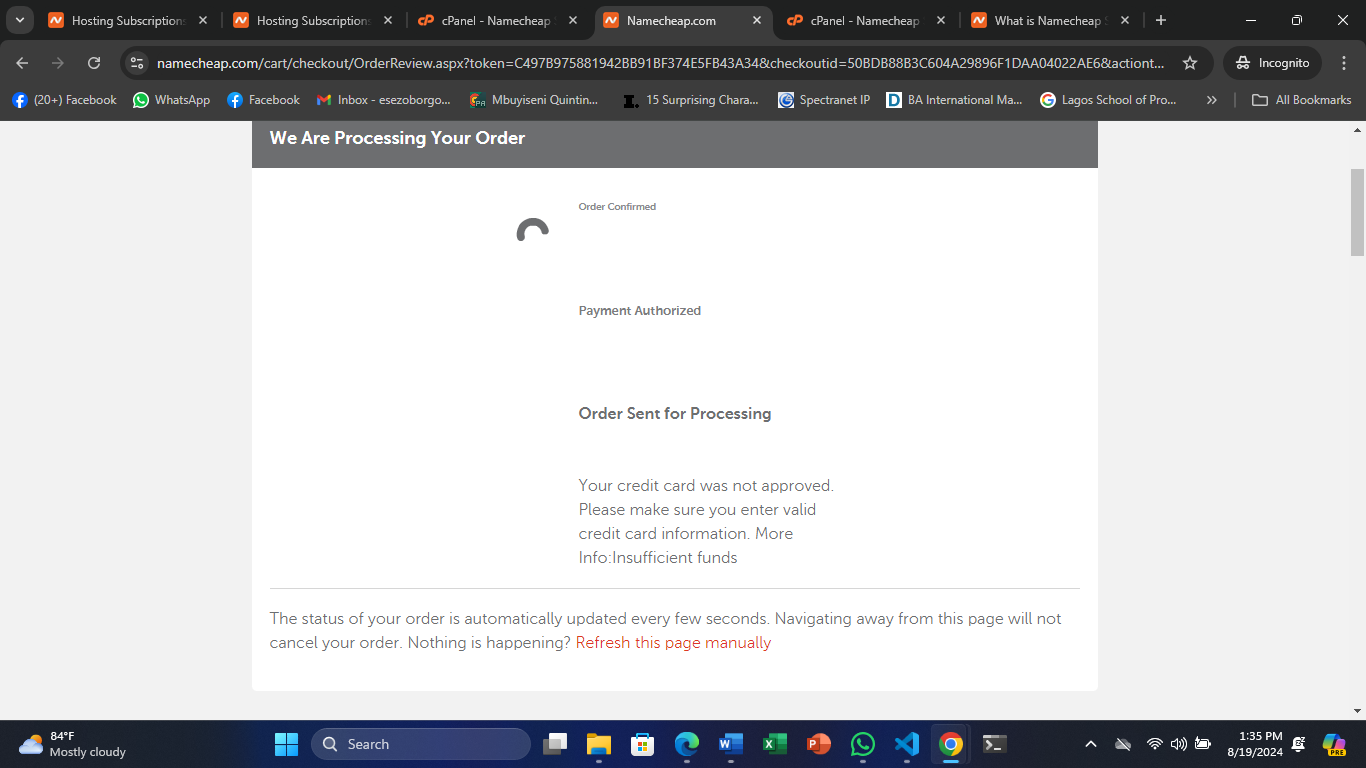 Hosting Subscriptions
Hosting Subscriptions
cPanel - Namecheap
Namecheap.com
cPanel - Namecheap
What is Namecheap
namecheap.com/cart/checkout/OrderReview.aspx?token=C497B975881942BB91BF374E5FB43A34&checkoutid=50BDB88B3C604A29896F1DAA04022AE6&actiont...
Incognito
(20+) Facebook
WhatsApp
Facebook
Inbox - esezoborgo...
Mbuyiseni Quintin...
15 Surprising Chara...
Spectranet IP
BA International Ma...
Lagos School of Pro...
»
All Bookmarks
We Are Processing Your Order
Order Confirmed
Payment Authorized
Order Sent for Processing
Your credit card was not approved.
Please make sure you enter valid
credit card information. More
Info:Insufficient funds
The status of your order is automatically updated every few seconds. Navigating away from this page will not
cancel your order. Nothing is happening? Refresh this page manually
84°F
Mostly cloudy
Search
1:35 PM
8/19/2024
PRE